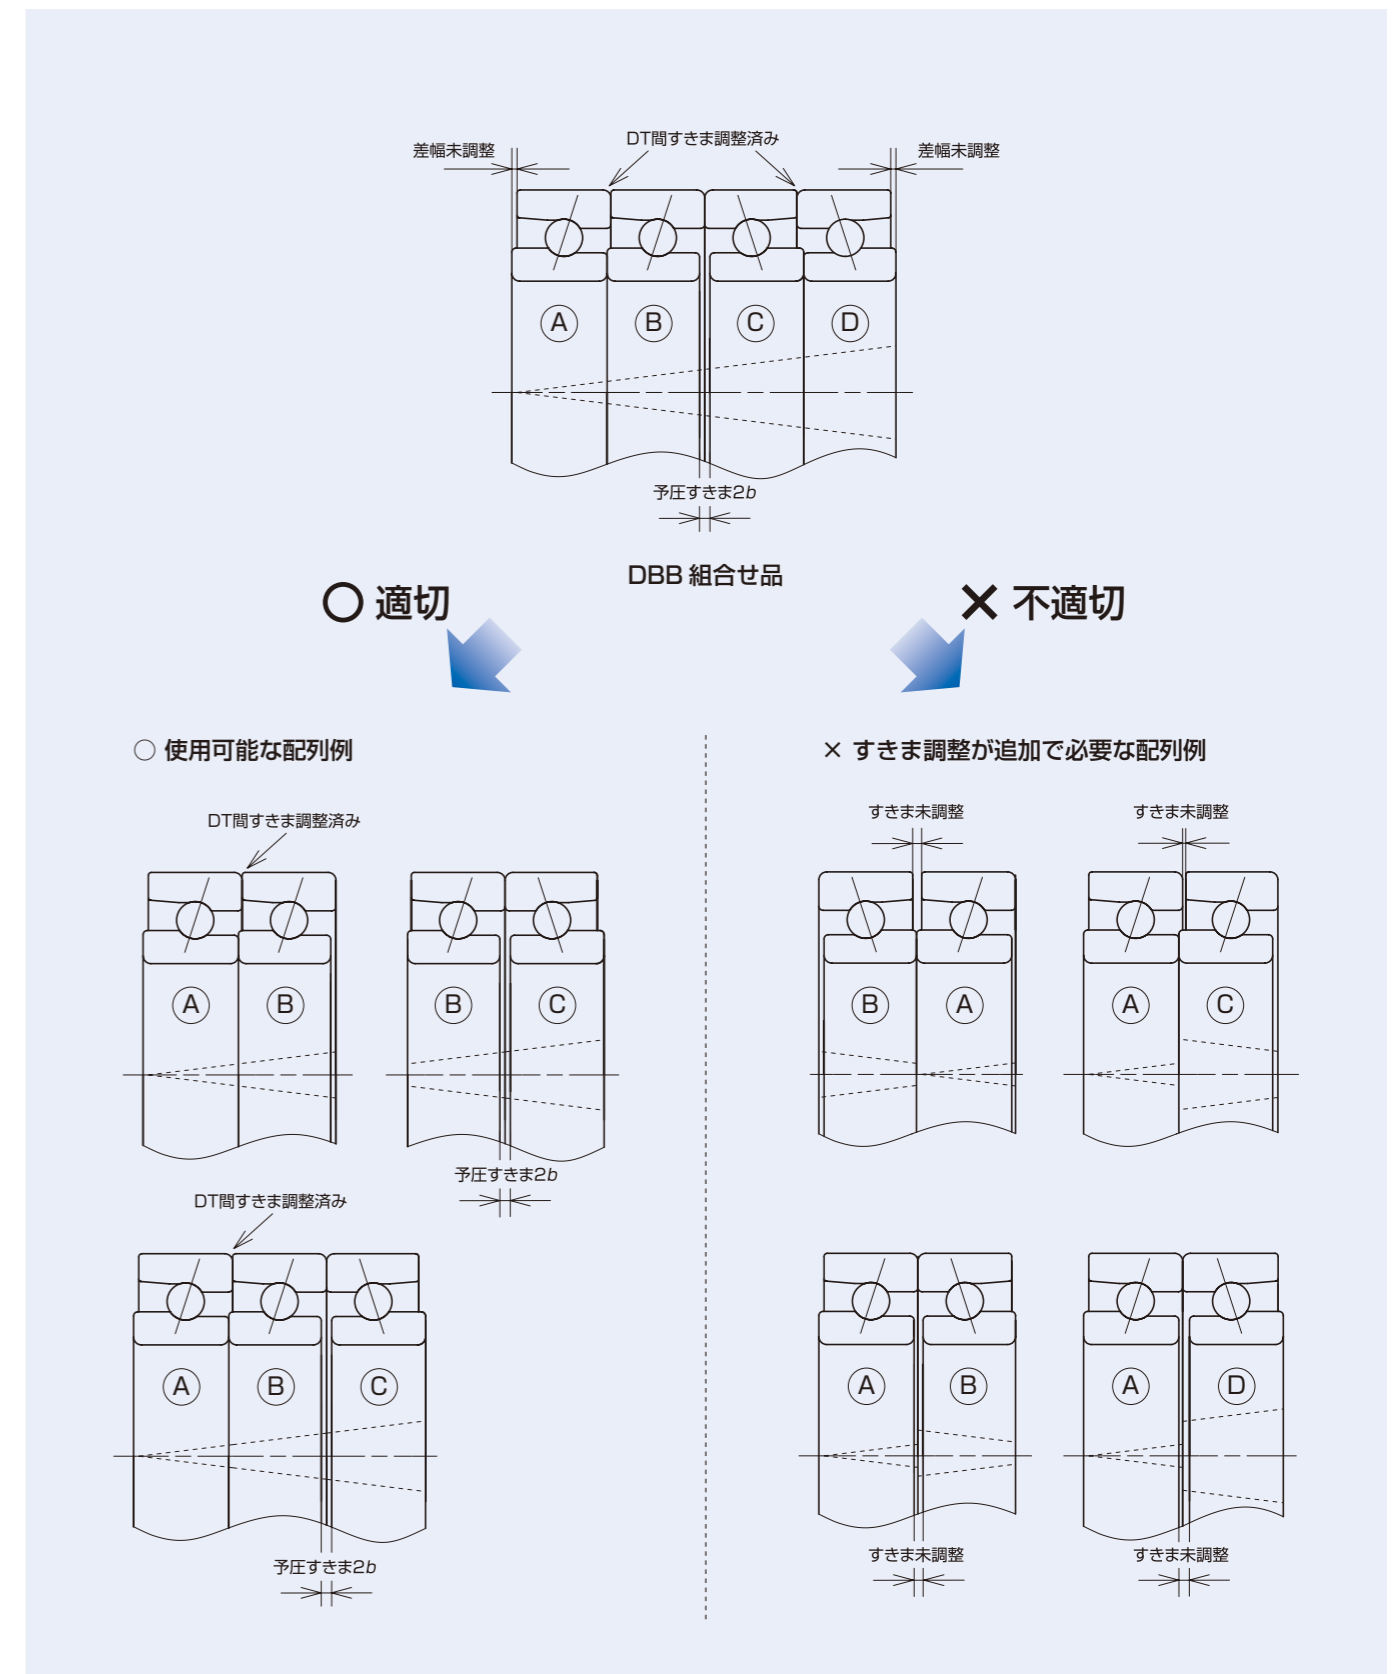 DT間すきま調整済み
差幅未調整
差幅未調整
A
B
C
D
予圧すきま2b
DBB 組合せ品
○ 適切
× 不適切
○ 使用可能な配列例
× すきま調整が追加で必要な配列例
DT間すきま調整済み
A
B
B
C
予圧すきま2b
DT間すきま調整済み
A
B
C
予圧すきま2b
すきま未調整
すきま未調整
B
A
A
C
A
B
A
D
すきま未調整
すきま未調整